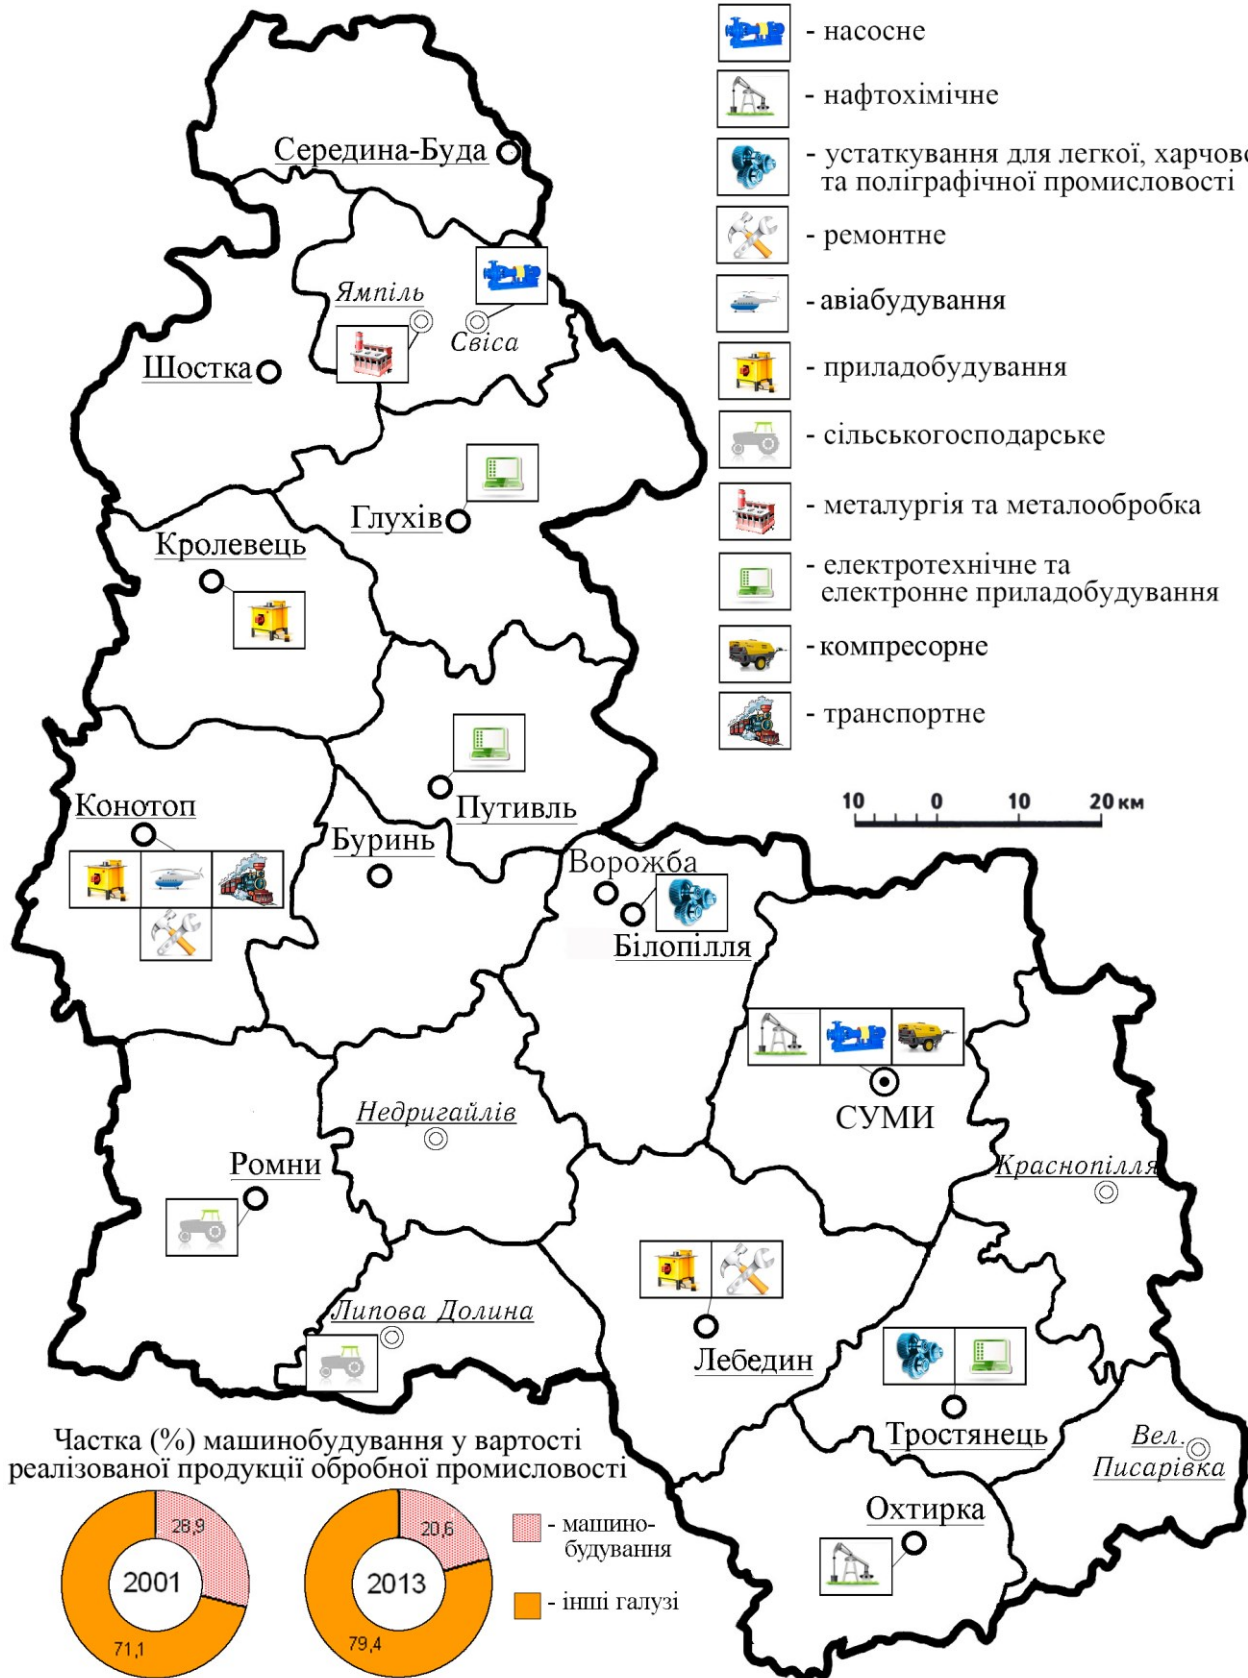 - насосне
- нафтохімічне
- устаткування для легкої, харчово
та поліграфічної промисловості
- ремонтне
- авіабудування
- приладобудування
- сільськогосподарське
- металургія та металообробка
- електротехнічне та
електронне приладобудування
- компресорне
- транспортне
10 0 10 20 км
Середина-Буда
Ямпіль
Свіса
Шостка
Глухів
Кролевець
Путивль
Конотоп
Буринь
Ворожба
Білопілля
СУМИ
Недригайлів
Ромни
Краснопілля
Липова Долина
Лебедин
Тростянець
Вел.
Писарівка
Охтирка
Частка (%) машинобудування у вартості
реалізованої продукції обробної промисловості
28,9
2001
71,1
20,6
2013
79,4
- машино-
будування
- інші галузі